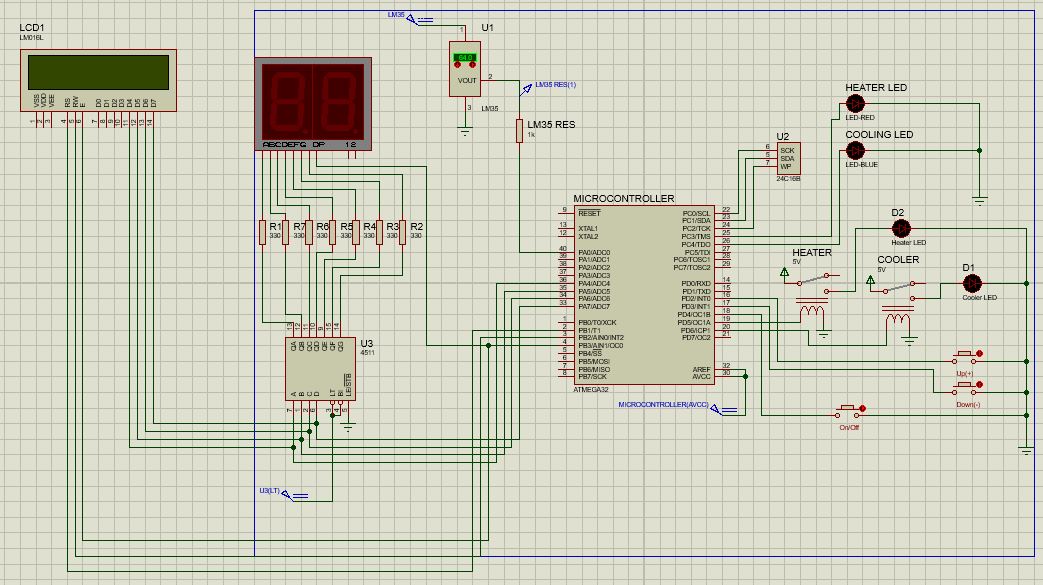 LCD1
LM016L
VSS
VDD
VEE
RS
RW
E
D0
D1
D2
D3
D4
D5
D6
D7
1
2
3
4
5
6
7
8
9
10
11
12
13
14
ABCDEFG DP 12
LM35
1
U1
64.0
VOUT
2
3
LM35
LM35 RES(1)
LM35 RES
1k
R1
330
R7
330
R6
330
R5
330
R4
330
R3
330
R2
330
13
12
11
10
9
15
14
QA
QB
QC
QD
QE
QF
QG
U3
4511
A
B
C
D
LT
BI
LE/STB
7
1
2
6
3
4
5
U3(LT)
MICROCONTROLLER
9 RESET
13 XTAL1
12 XTAL2
40 PA0/ADC0
39 PA1/ADC1
38 PA2/ADC2
37 PA3/ADC3
36 PA4/ADC4
35 PA5/ADC5
34 PA6/ADC6
33 PA7/ADC7
1 PB0/T0/XCK
2 PB1/T1
3 PB2/AIN0/INT2
4 PB3/AIN1/OC0
5 PB4/SS
6 PB5/MOSI
7 PB6/MISO
8 PB7/SCK
PC0/SCL 22
PC1/SDA 23
PC2/TCK 24
PC3/TMS 25
PC4/TDO 26
PC5/TDI 27
PC6/TOSC1 28
PC7/TOSC2 29
PD0/RXD 14
PD1/TXD 15
PD2/INT0 16
PD3/INT1 17
PD4/OC1B 18
PD5/OC1A 19
PD6/ICP1 20
PD7/OC2 21
AREF 32
AVCC 30
ATMEGA32
MICROCONTROLLER(AVCC)
U2
6 SCK
5 SDA
7 WP
24C16B
HEATER LED
LED-RED
COOLING LED
LED-BLUE
D2
Heater LED
HEATER
5V
COOLER
5V
D1
Cooler LED
Up(+)
Down(-)
On/Off